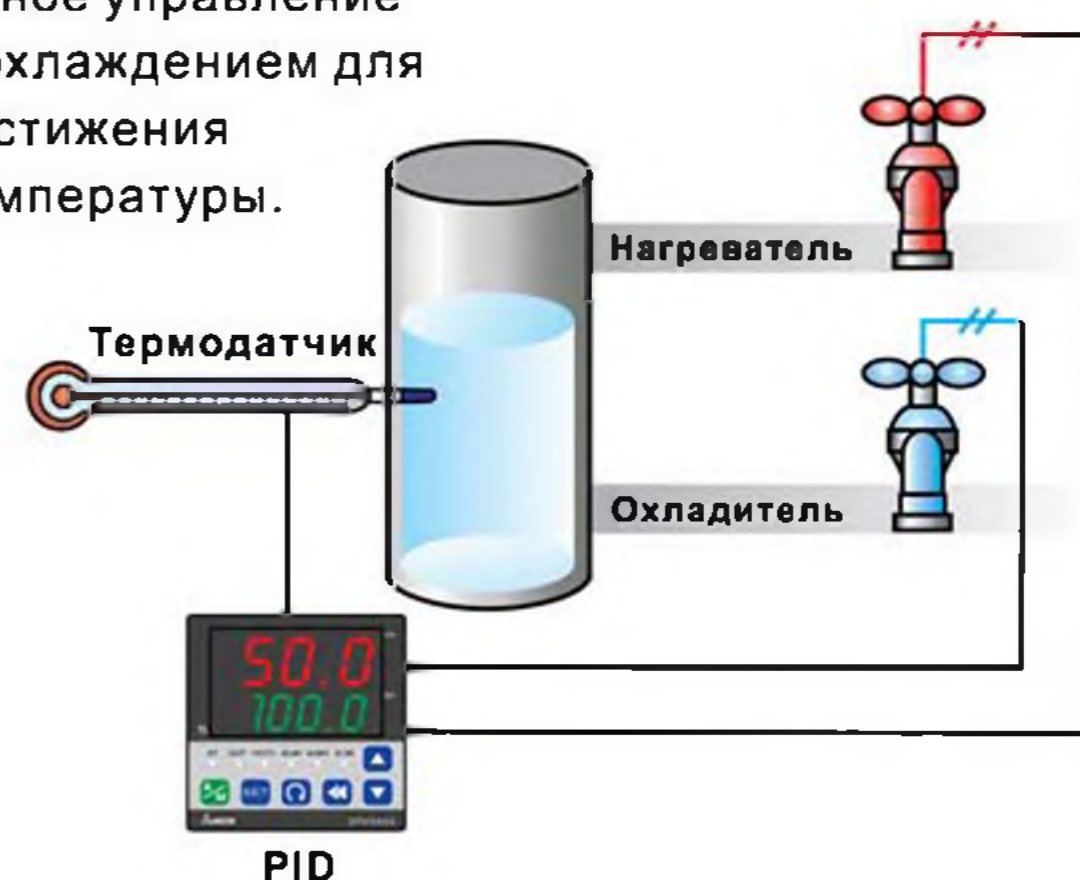 ное управление
охлаждением для
стижения
мпературы.
Нагреватель
Термодатчик
Охладитель
50.0
100.0
PID